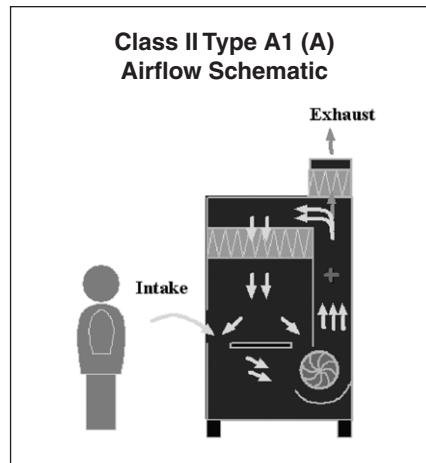 Class II Type A1 (A)
Airflow Schematic
Exhaust
Intake